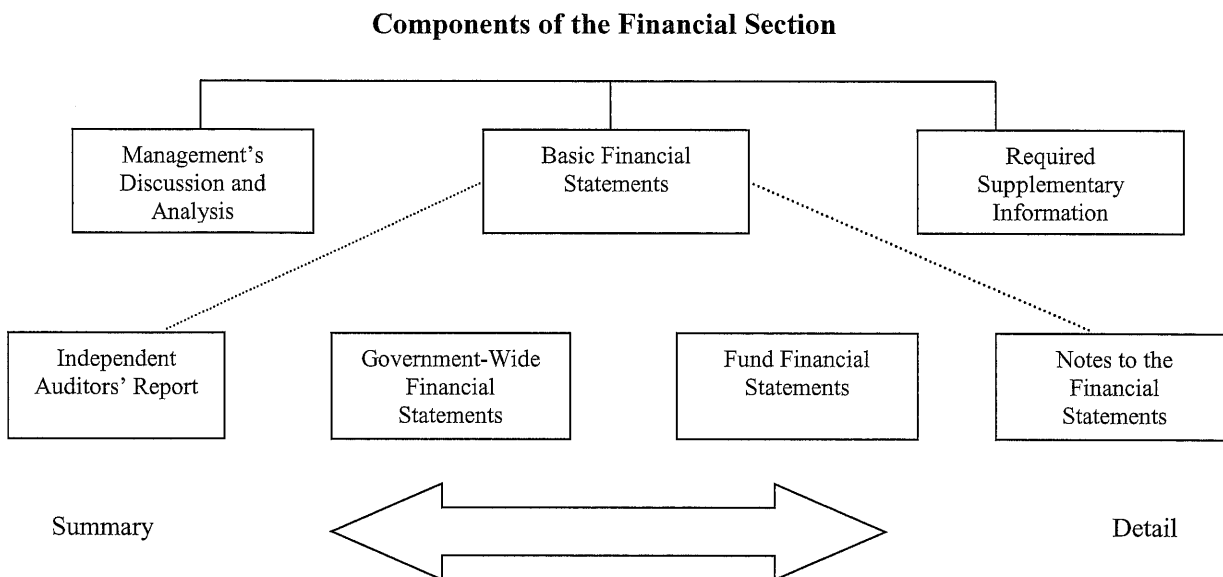 Components of the Financial Section
Management's
Discussion and
Analysis
Basic Financial
Statements
Required
Supplementary
Information
Independent
Auditors' Report
Government-Wide
Financial
Statements
Fund Financial
Statements
Notes to the
Financial
Statements
Summary
Detail